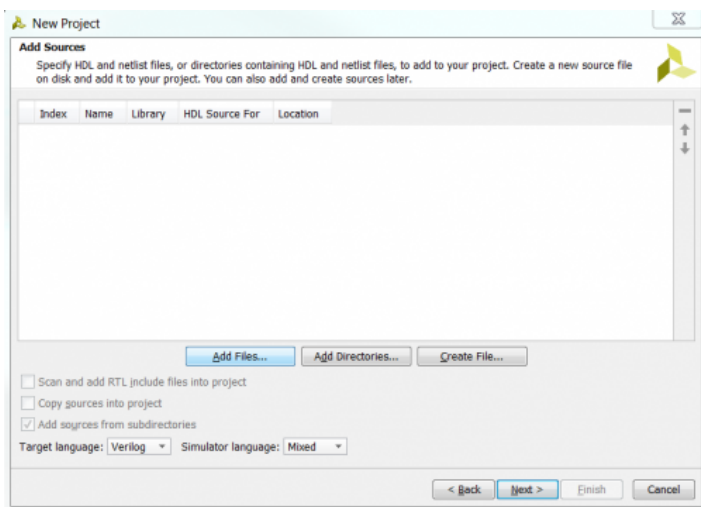 New Project
Add Sources
Specify HDL and netlist files, or directories containing HDL and netlist files, to add to your project. Create a new source file
on disk and add it to your project. You can also add and create sources later.
Index Name Library HDL Source For Location
Add Files... Add Directories... Create File...
Scan and add RTL include files into project
Copy sources into project
Add sources from subdirectories
Target language: Verilog Simulator language: Mixed
< Back Next > Finish Cancel